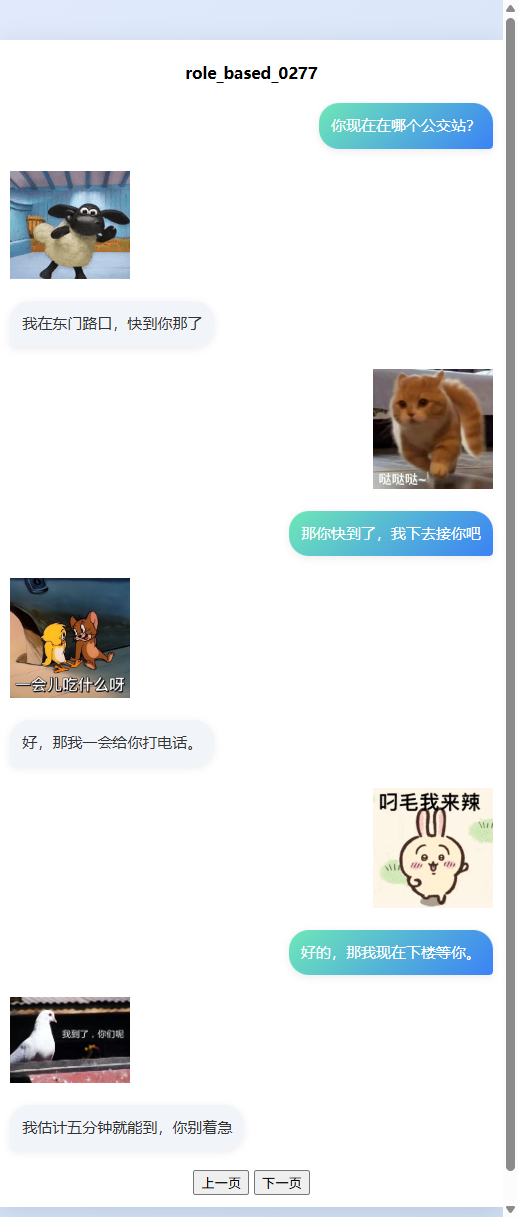 role_based_0277
你现在在哪个公交站？
我在东门路口，快到你那了
哒哒哒~
那你快到了，我下去接你吧
一会儿吃什么呀
好，那我一会给你打电话。
叼毛我来辣
好的，那我现在下楼等你。
我到了，你们呢
我估计五分钟就能到，你别着急
上一页 下一页